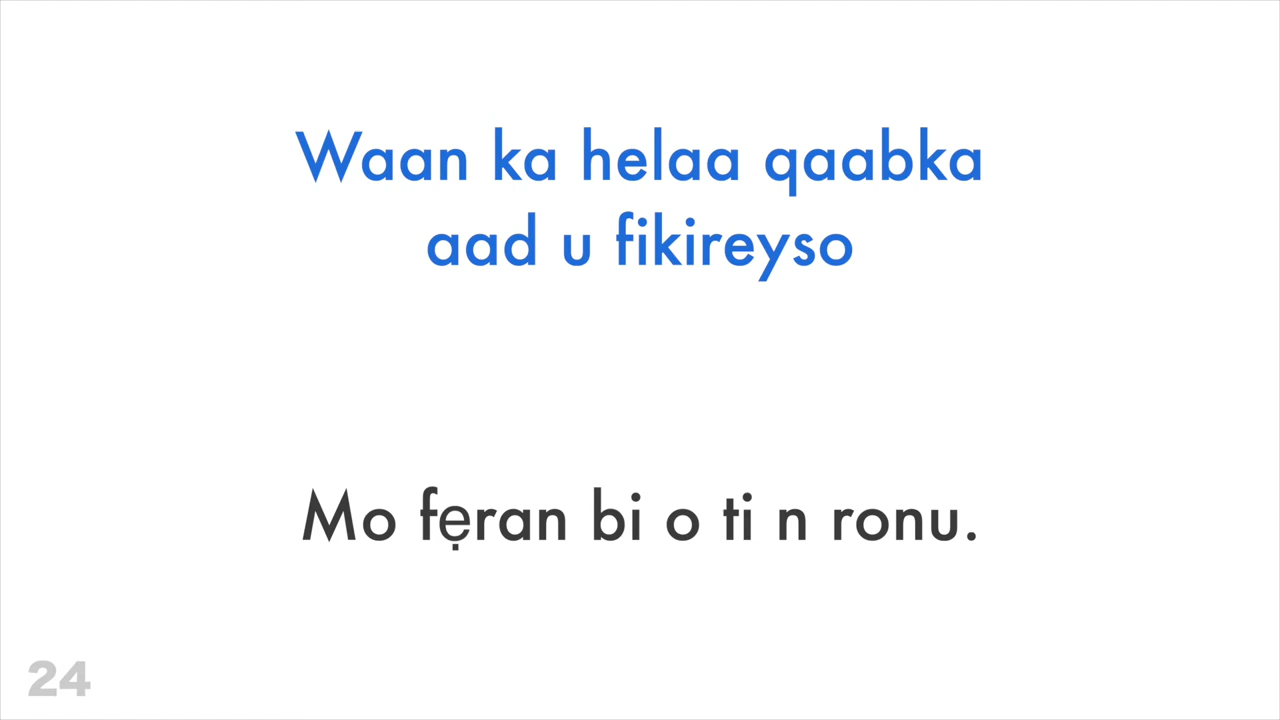 Waan ka helaa qaabka
aad u fikireyso
Mo fẹran bi o ti n ronu.
24